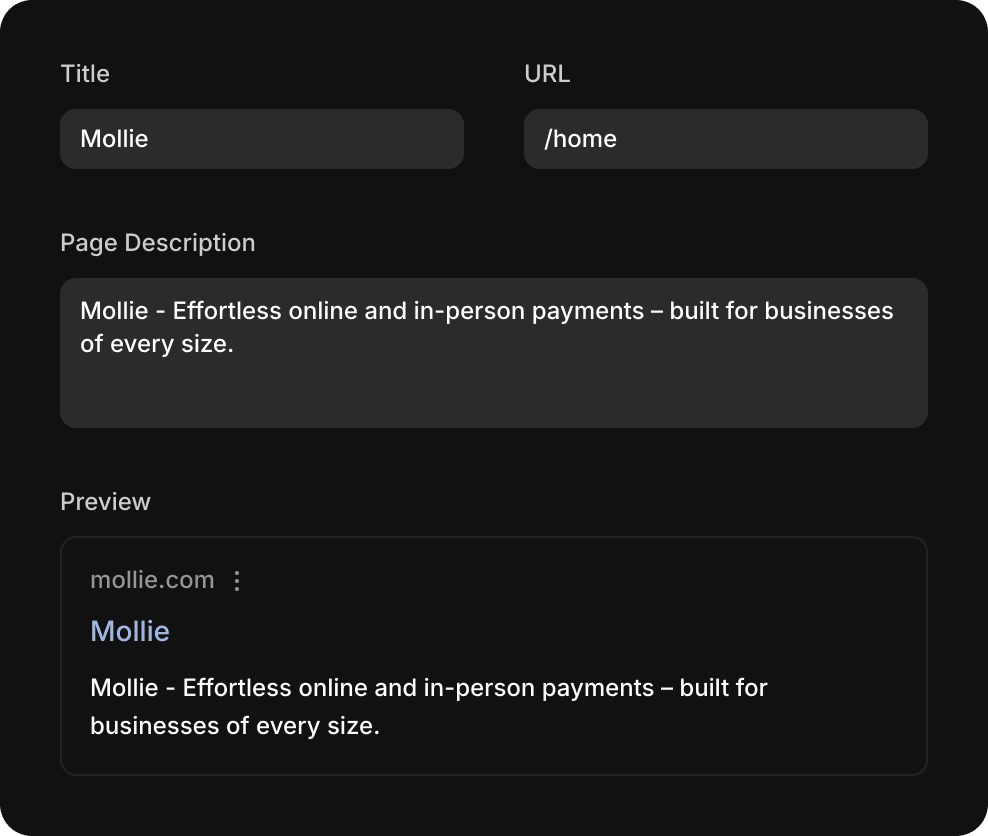 Title
URL
Mollie
/home
Page Description
Mollie - Effortless online and in-person payments – built for businesses
of every size.
Preview
mollie.com
Mollie
Mollie - Effortless online and in-person payments – built for
businesses of every size.